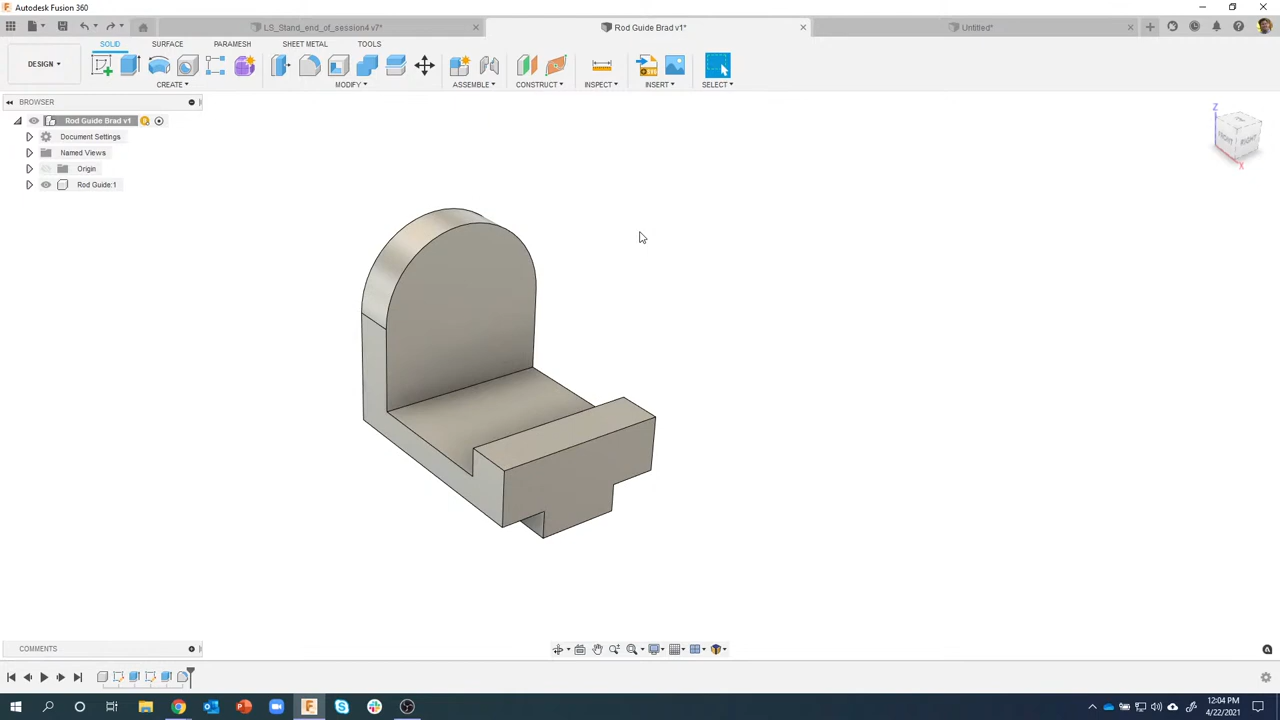 Autodesk Fusion 360
LS_Stand_end_of_session4 v7*
Rod Guide Brad v1*
Untitled*
SOLID SURFACE PARAMESH SHEET METAL TOOLS
DESIGN
CREATE MODIFY ASSEMBLE CONSTRUCT INSPECT INSERT SELECT
BROWSER
Rod Guide Brad v1
Document Settings
Named Views
Origin
Rod Guide:1
Z
RIGHT
X
COMMENTS
12:04 PM
4/22/2021